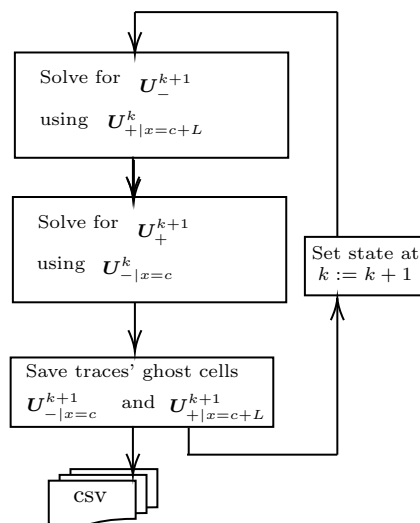 Solve for U_-^{k+1}
using U_{+|x=c+L}^k
Solve for U_+^{k+1}
using U_{-|x=c}^k
Set state at
k := k + 1
Save traces' ghost cells
U_{-|x=c}^{k+1} and U_{+|x=c+L}^{k+1}
csv